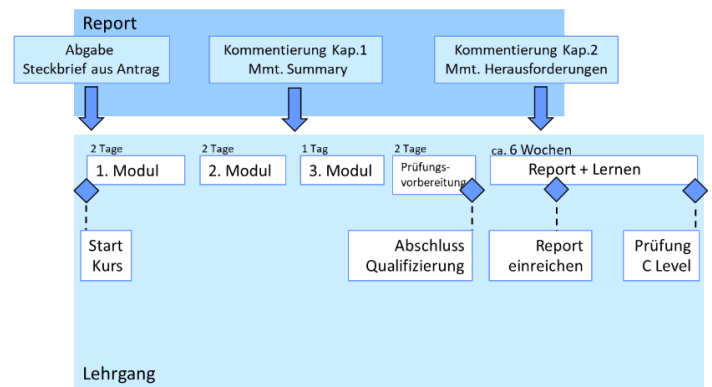 Report
Abgabe
Steckbrief aus Antrag
Kommentierung Kap.1
Mmt. Summary
Kommentierung Kap.2
Mmt. Herausforderungen
2 Tage
1. Modul
2 Tage
2. Modul
1 Tag
3. Modul
2 Tage
Prüfungs-
vorbereitung
ca. 6 Wochen
Report + Lernen
Start
Kurs
Abschluss
Qualifizierung
Report
einreichen
Prüfung
C Level
Lehrgang